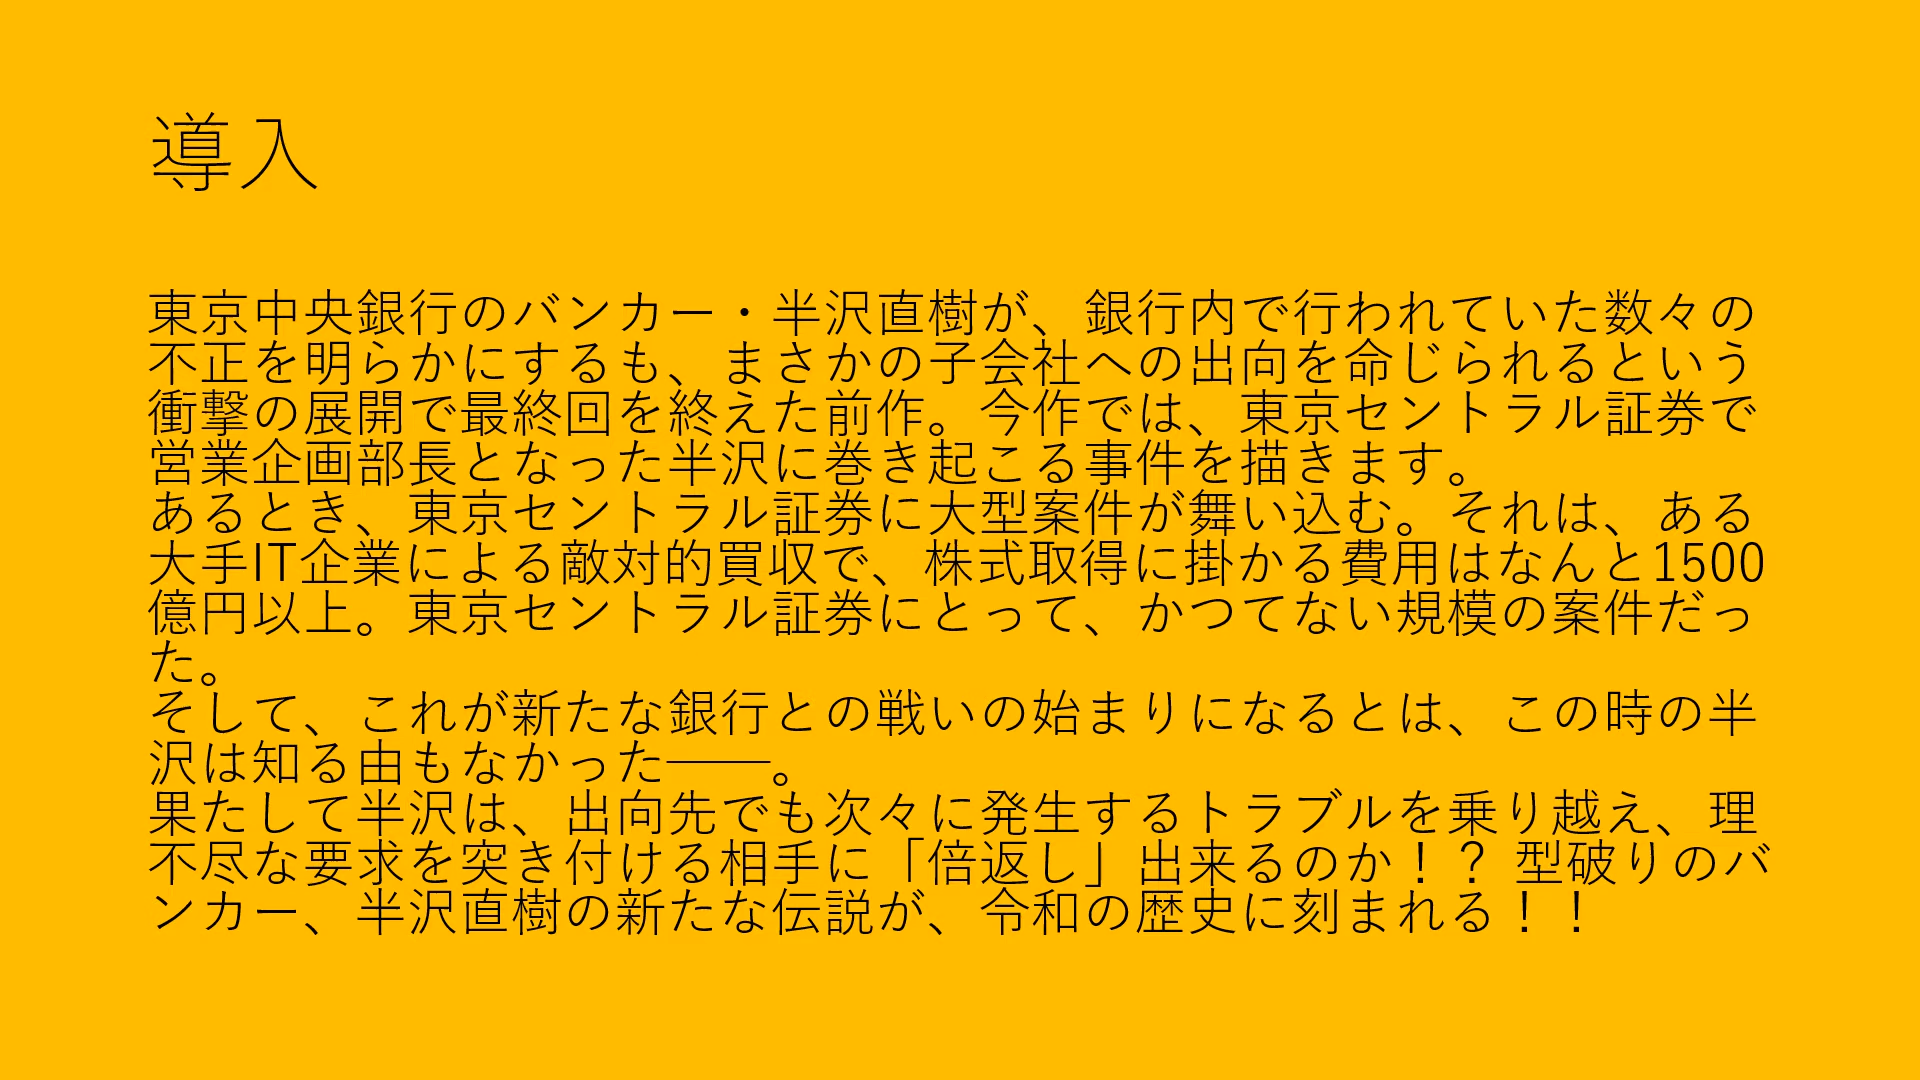 導入
東京中央銀行のバンカー・半沢直樹が、銀行内で行われていた数々の
不正を明らかにするも、まさかの子会社への出向を命じられるという
衝撃の展開で最終回を終えた前作。今作では、東京セントラル証券で
営業企画部長となった半沢に巻き起こる事件を描きます。
あるとき、東京セントラル証券に大型案件が舞い込む。それは、ある
大手IT企業による敵対的買収で、株式取得に掛かる費用はなんと1500
億円以上。東京セントラル証券にとって、かつてない規模の案件だっ
た。
そして、これが新たな銀行との戦いの始まりになるとは、この時の半
沢は知る由もなかった――。
果たして半沢は、出向先でも次々に発生するトラブルを乗り越え、理
不尽な要求を突き付ける相手に「倍返し」出来るのか！？ 型破りのバ
ンカー、半沢直樹の新たな伝説が、令和の歴史に刻まれる！！